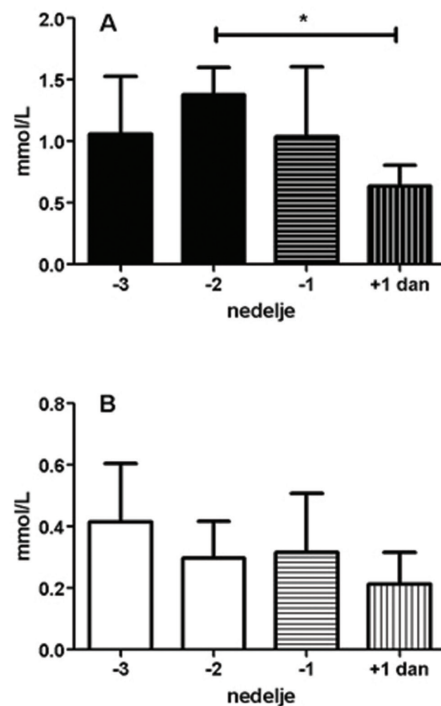 A
*
mmol/L
2.0
1.5
1.0
0.5
0.0
-3 -2 -1 +1 dan
nedelje
B
mmol/L
0.8
0.6
0.4
0.2
0.0
-3 -2 -1 +1 dan
nedelje